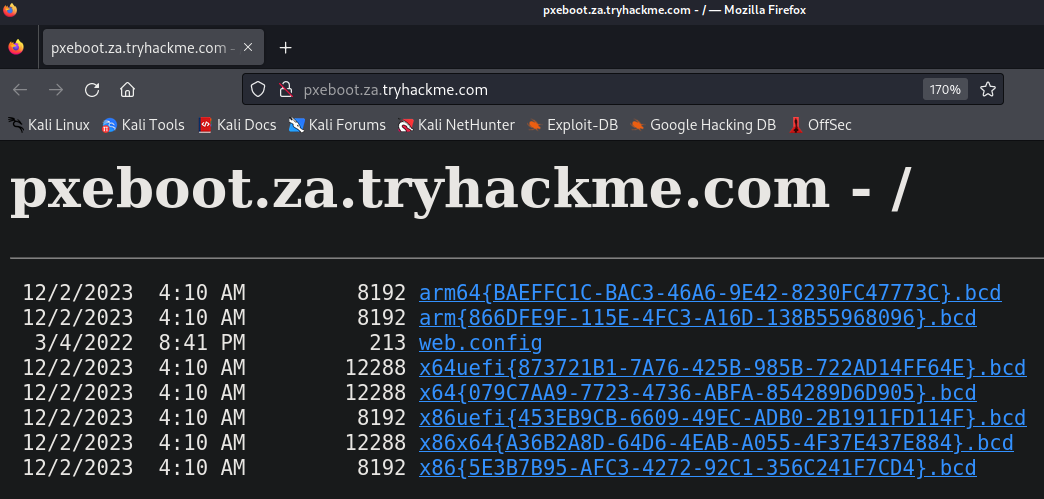 pxeboot.za.tryhackme.com - / — Mozilla Firefox
pxeboot.za.tryhackme.com -
pxeboot.za.tryhackme.com 170%
Kali Linux Kali Tools Kali Docs Kali Forums Kali NetHunter Exploit-DB Google Hacking DB OffSec
pxeboot.za.tryhackme.com - /
12/2/2023 4:10 AM 8192 arm64{BAEFFC1C-BAC3-46A6-9E42-8230FC47773C}.bcd
12/2/2023 4:10 AM 8192 arm{866DFE9F-115E-4FC3-A16D-138B55968096}.bcd
3/4/2022 8:41 PM 213 web.config
12/2/2023 4:10 AM 12288 x64uefi{873721B1-7A76-425B-985B-722AD14FF64E}.bcd
12/2/2023 4:10 AM 12288 x64{079C7AA9-7723-4736-ABFA-854289D6D905}.bcd
12/2/2023 4:10 AM 8192 x86uefi{453EB9CB-6609-49EC-ADB0-2B1911FD114F}.bcd
12/2/2023 4:10 AM 12288 x86x64{A36B2A8D-64D6-4EAB-A055-4F37E437E884}.bcd
12/2/2023 4:10 AM 8192 x86{5E3B7B95-AFC3-4272-92C1-356C241F7CD4}.bcd